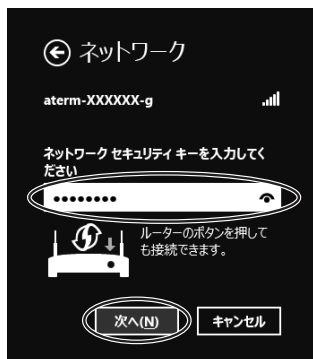 ネットワーク
aterm-XXXXXX-g
ネットワーク セキュリティ キーを入力してく
ださい
●●●●●●●●
ルーターのボタンを押して
も接続できます。
次へ(N)
キャンセル